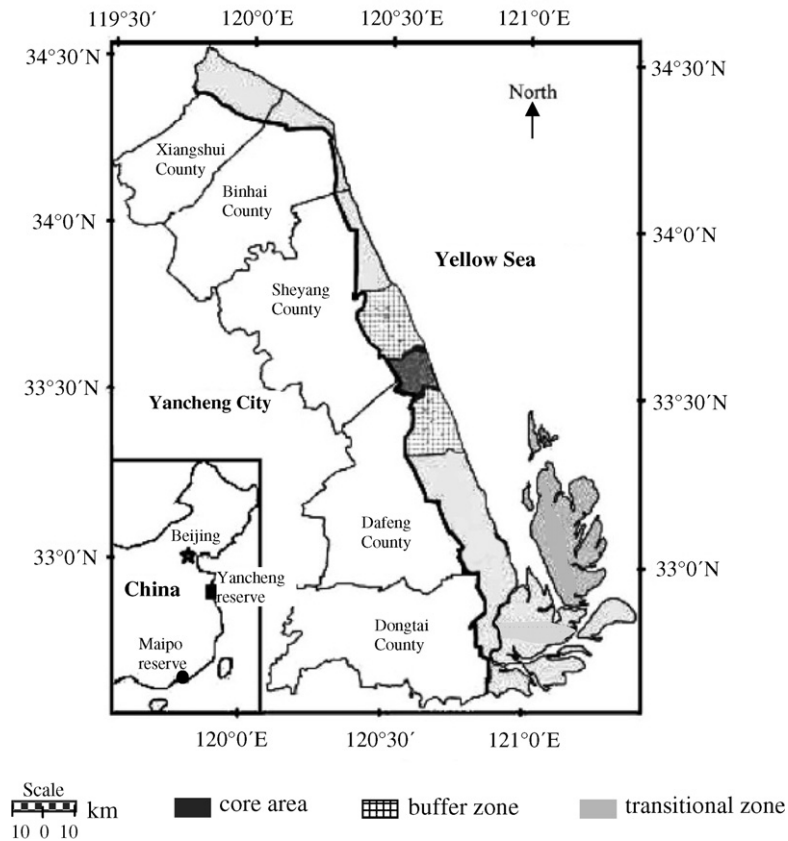 119°30′E 120°0′E 120°30′E 121°0′E
34°30′N
34°30′N
North
Xiangshui
County
Binhai
County
34°0′N
34°0′N
Yellow Sea
Sheyang
County
33°30′N
33°30′N
Yancheng City
Dafeng
County
33°0′N
33°0′N
Beijing
China
Yancheng
reserve
Maipo
reserve
Dongtai
County
120°0′E 120°30′E 121°0′E
Scale
km
10 0 10
core area
buffer zone
transitional zone